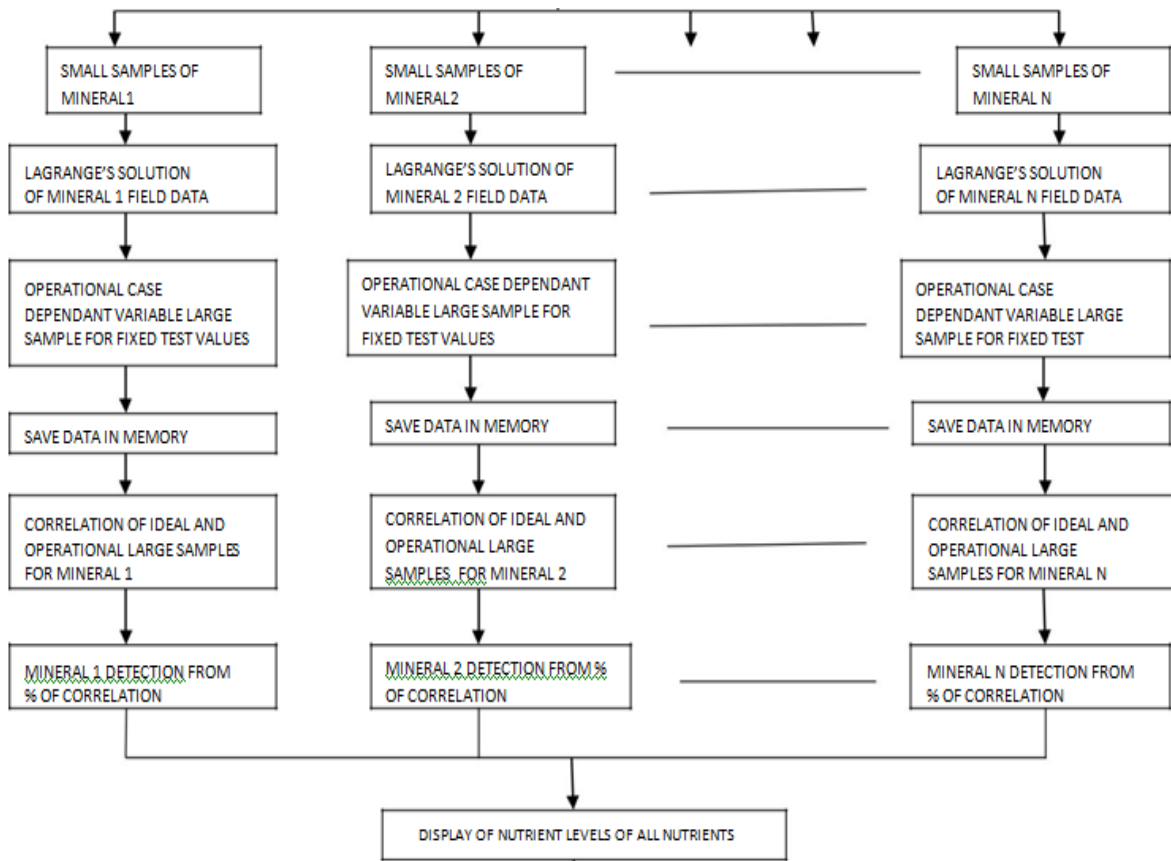 SMALL SAMPLES OF
MINERAL1
SMALL SAMPLES OF
MINERAL2
SMALL SAMPLES OF
MINERAL N
LAGRANGE’S SOLUTION
OF MINERAL 1 FIELD DATA
LAGRANGE’S SOLUTION OF
MINERAL 2 FIELD DATA
LAGRANGE’S SOLUTION
OF MINERAL N FIELD DATA
OPERATIONAL CASE
DEPENDANT VARIABLE LARGE
SAMPLE FOR FIXED TEST VALUES
OPERATIONAL CASE DEPENDANT
VARIABLE LARGE SAMPLE FOR
FIXED TEST VALUES
OPERATIONAL CASE
DEPENDANT VARIABLE LARGE
SAMPLE FOR FIXED TEST
SAVE DATA IN MEMORY
SAVE DATA IN MEMORY
SAVE DATA IN MEMORY
CORRELATION OF IDEAL AND
OPERATIONAL LARGE SAMPLES
FOR MINERAL 1
CORRELATION OF IDEAL AND
OPERATIONAL LARGE
SAMPLES FOR MINERAL 2
CORRELATION OF IDEAL AND
OPERATIONAL LARGE
SAMPLES FOR MINERAL N
MINERAL 1 DETECTION FROM
% OF CORRELATION
MINERAL 2 DETECTION FROM %
OF CORRELATION
MINERAL N DETECTION FROM
% OF CORRELATION
DISPLAY OF NUTRIENT LEVELS OF ALL NUTRIENTS